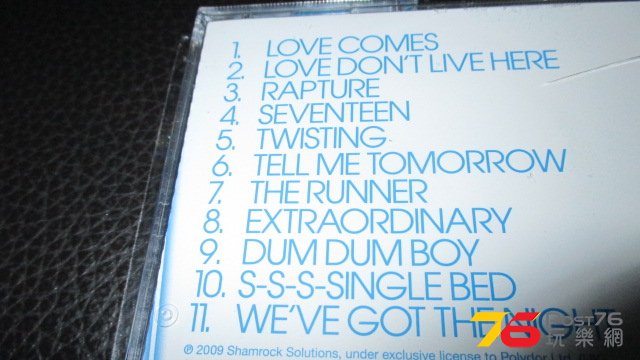 1. LOVE COMES
2. LOVE DON'T LIVE HERE
3. RAPTURE
4. SEVENTEEN
5. TWISTING
6. TELL ME TOMORROW
7. THE RUNNER
8. EXTRAORDINARY
9. DUM DUM BOY
10. S-S-S-SINGLE BED
11. WE'VE GOT THE NIGHT
76 ST76
玩樂網
℗ 2009 Shamrock Solutions, under exclusive license to Polydor